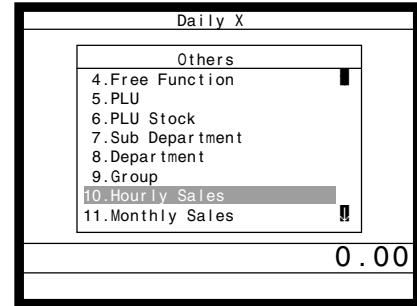 Daily X
Others
4.Free Function
5.PLU
6.PLU Stock
7.Sub Department
8.Department
9.Group
10.Hourly Sales
11.Monthly Sales
0.00